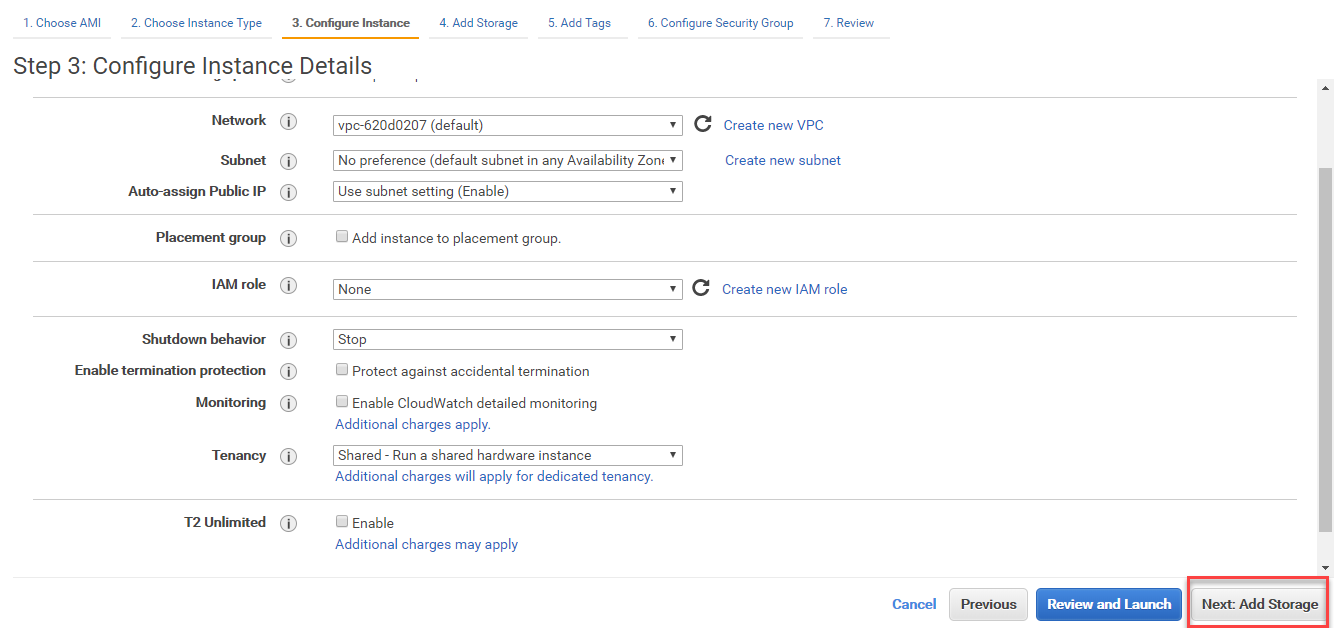 1. Choose AMI 2. Choose Instance Type 3. Configure Instance 4. Add Storage 5. Add Tags 6. Configure Security Group 7. Review
Step 3: Configure Instance Details
Network i vpc-620d0207 (default) Create new VPC
Subnet i No preference (default subnet in any Availability Zone Create new subnet
Auto-assign Public IP i Use subnet setting (Enable)
Placement group i Add instance to placement group.
IAM role i None Create new IAM role
Shutdown behavior i Stop
Enable termination protection i Protect against accidental termination
Monitoring i Enable CloudWatch detailed monitoring
Additional charges apply.
Tenancy i Shared - Run a shared hardware instance
Additional charges will apply for dedicated tenancy.
T2 Unlimited i Enable
Additional charges may apply
Cancel Previous Review and Launch Next: Add Storage